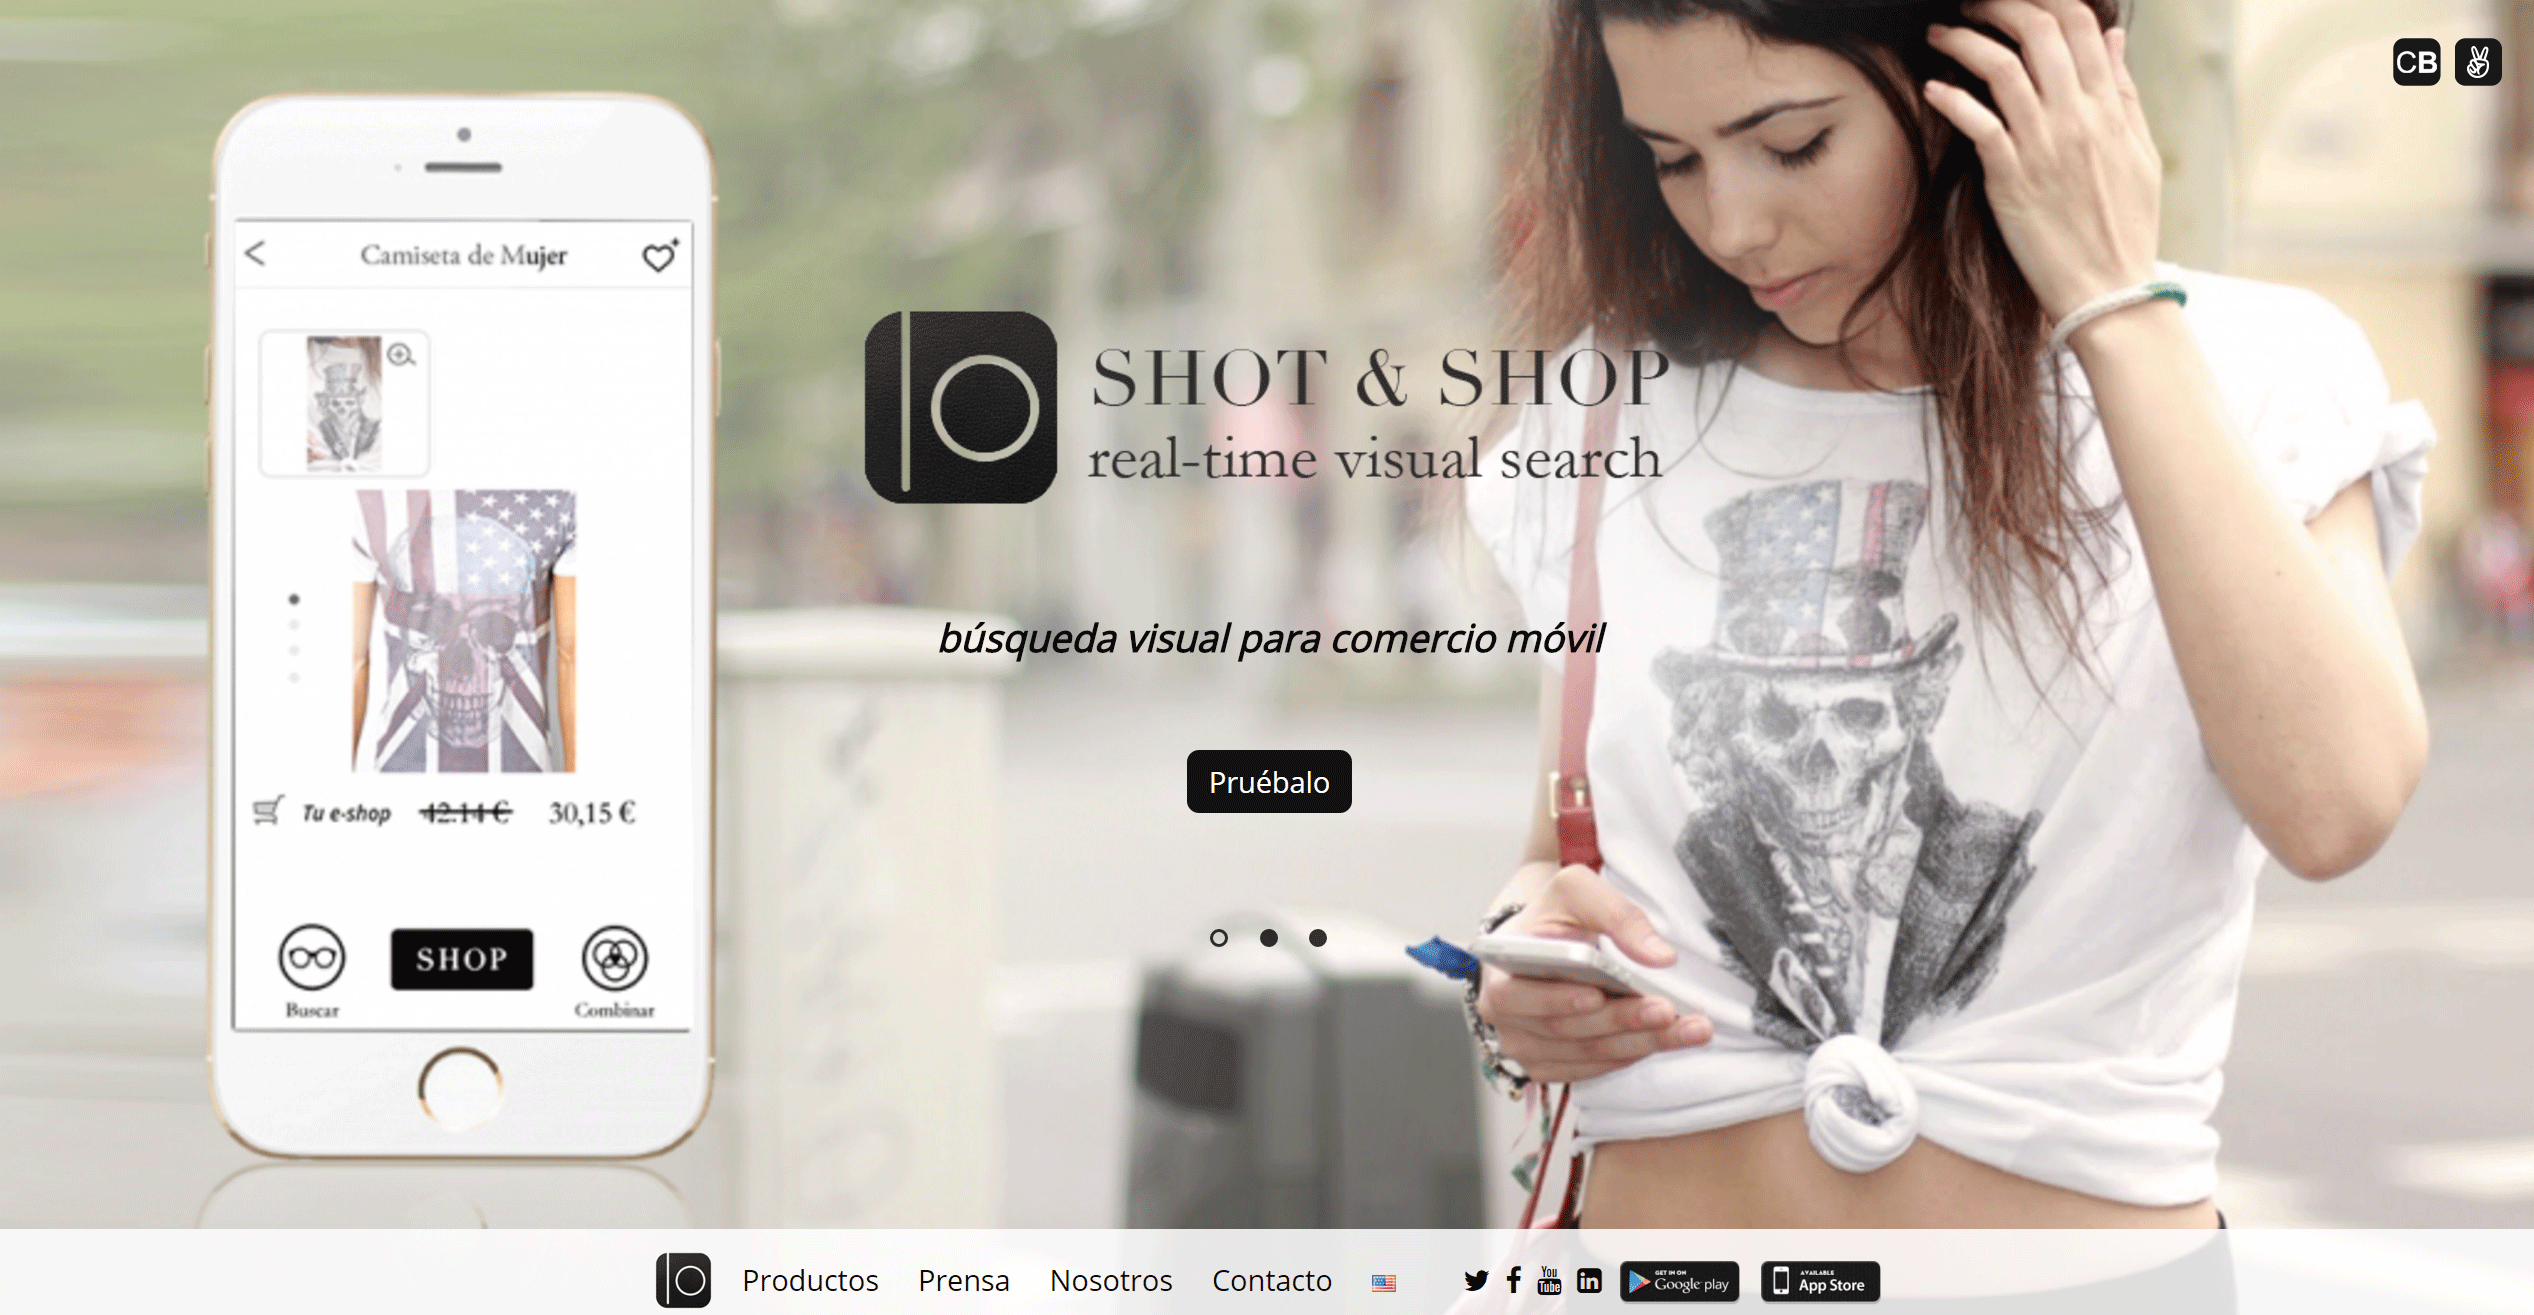 CB
Camiseta de Mujer
SHOT & SHOP
real-time visual search
búsqueda visual para comercio móvil
Pruébalo
Tu e-shop 42.14 € 30,15 €
SHOP
Buscar
Combinar
Productos Prensa Nosotros Contacto
You
Tube
in
GET IN ON
Google play
AVAILABLE
App Store